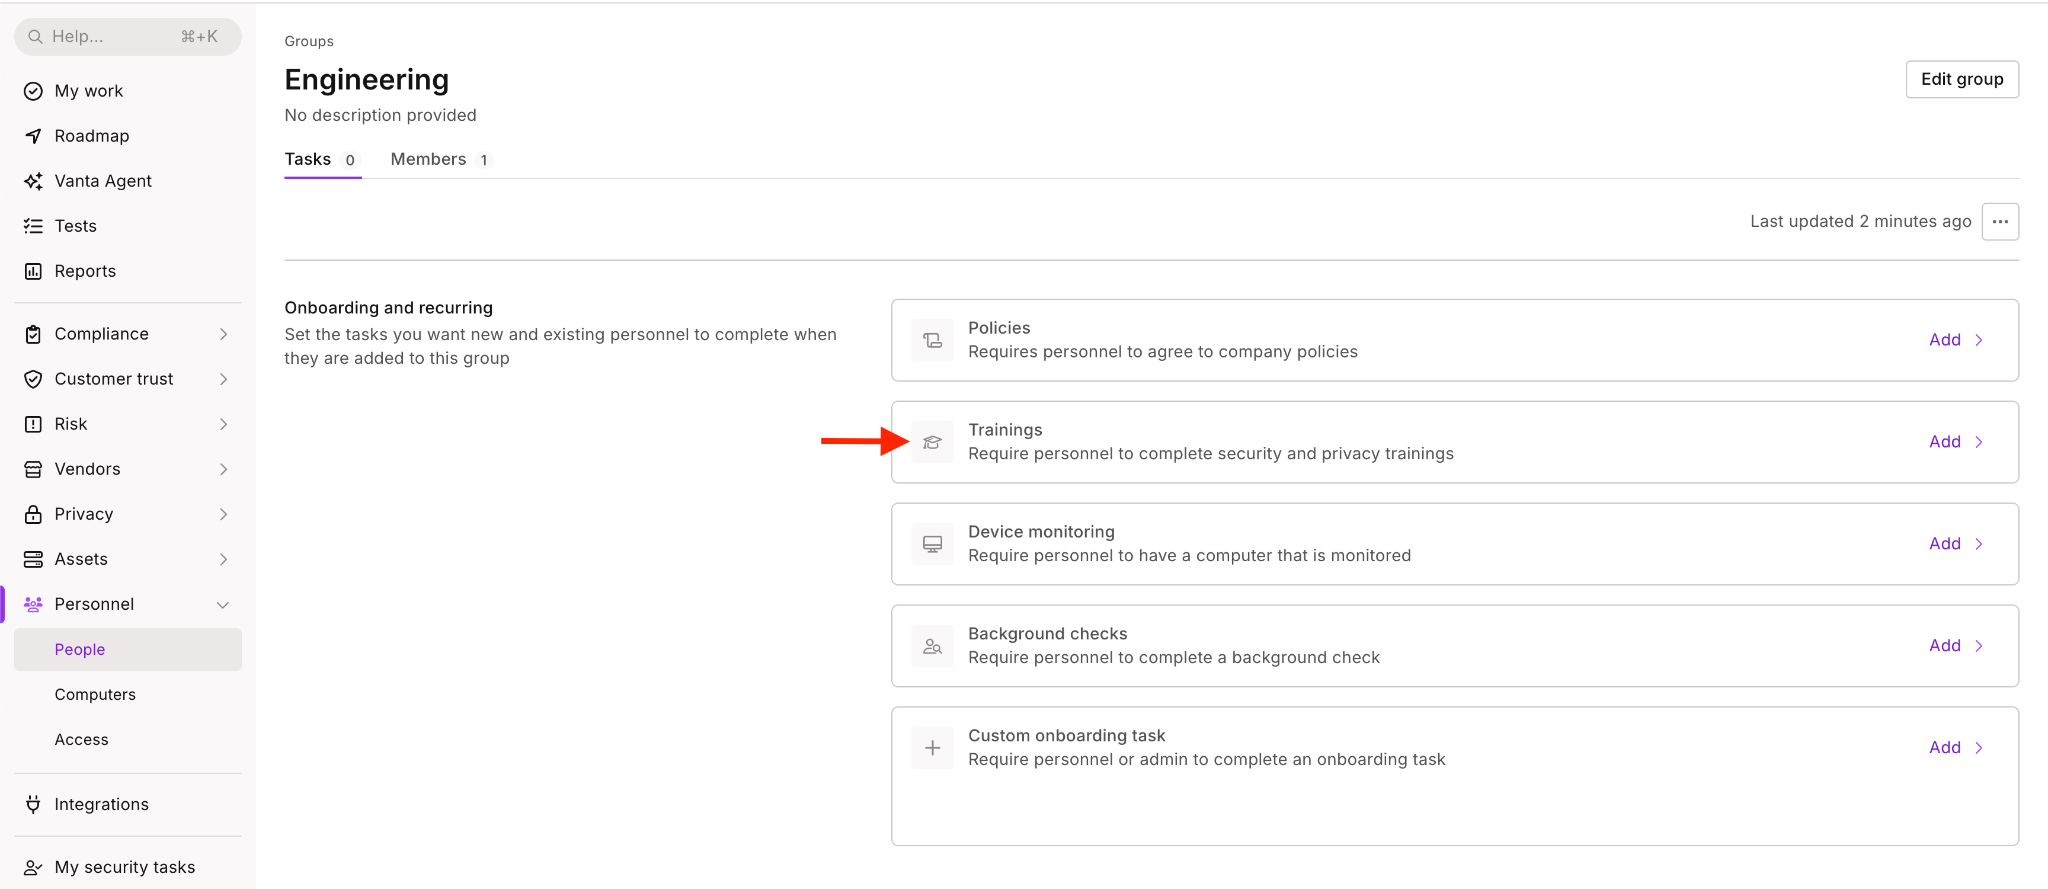 Help...
⌘+K
My work
Roadmap
Vanta Agent
Tests
Reports
Compliance
Customer trust
Risk
Vendors
Privacy
Assets
Personnel
People
Computers
Access
Integrations
My security tasks
Groups
Engineering
No description provided
Edit group
Tasks 0
Members 1
Last updated 2 minutes ago
Onboarding and recurring
Set the tasks you want new and existing personnel to complete when
they are added to this group
Policies
Requires personnel to agree to company policies
Add
Trainings
Require personnel to complete security and privacy trainings
Add
Device monitoring
Require personnel to have a computer that is monitored
Add
Background checks
Require personnel to complete a background check
Add
Custom onboarding task
Require personnel or admin to complete an onboarding task
Add